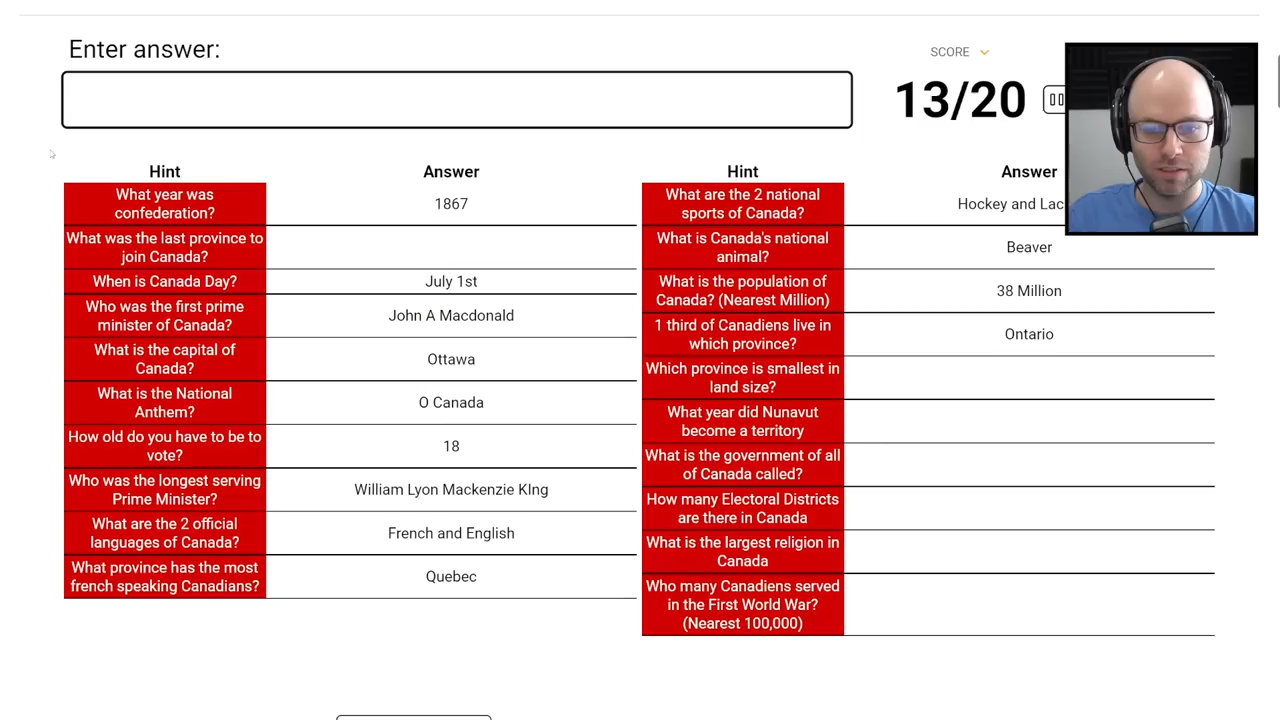 Enter answer:
SCORE
13/20
Hint
Answer
What year was
confederation?
1867
What was the last province to
join Canada?
When is Canada Day?
July 1st
Who was the first prime
minister of Canada?
John A Macdonald
What is the capital of
Canada?
Ottawa
What is the National
Anthem?
O Canada
How old do you have to be to
vote?
18
Who was the longest serving
Prime Minister?
William Lyon Mackenzie KIng
What are the 2 official
languages of Canada?
French and English
What province has the most
french speaking Canadians?
Quebec
Hint
Answer
What are the 2 national
sports of Canada?
Hockey and Lac
What is Canada's national
animal?
Beaver
What is the population of
Canada? (Nearest Million)
38 Million
1 third of Canadiens live in
which province?
Ontario
Which province is smallest in
land size?
What year did Nunavut
become a territory
What is the government of all
of Canada called?
How many Electoral Districts
are there in Canada
What is the largest religion in
Canada
Who many Canadiens served
in the First World War?
(Nearest 100,000)